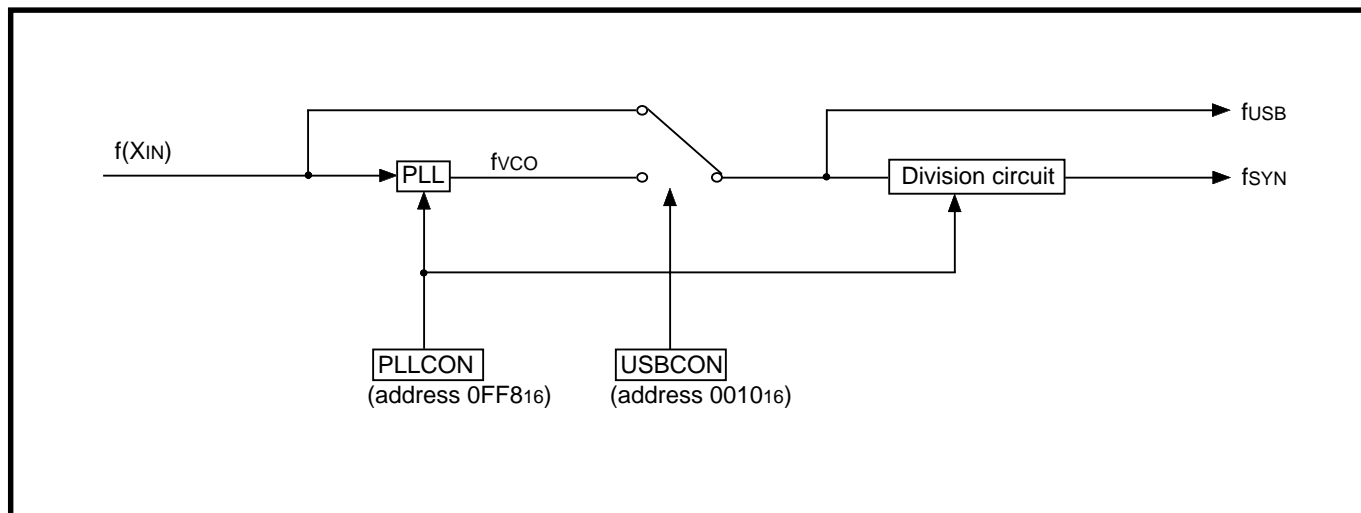 fUSB
f(XIN)
PLL
fVCO
Division circuit
fSYN
PLLCON
(address 0FF816)
USBCON
(address 001016)